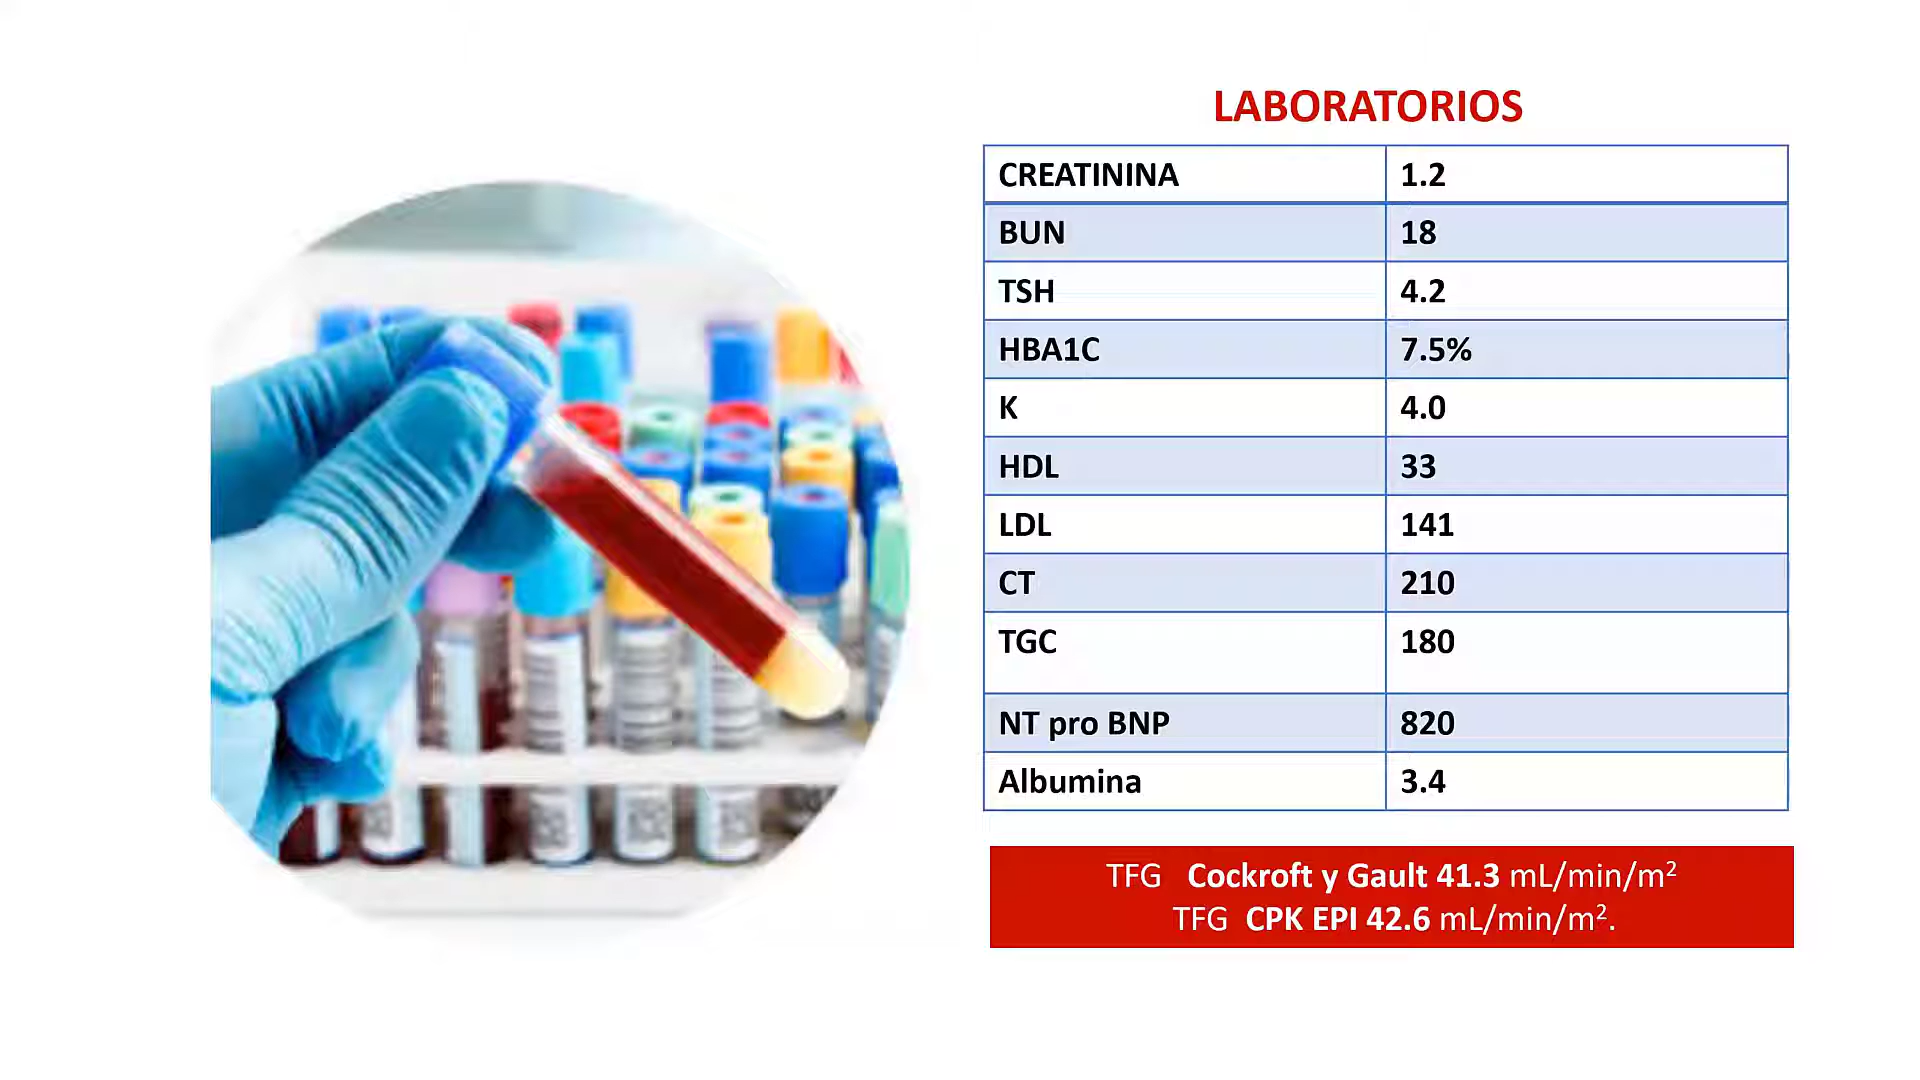 LABORATORIOS
CREATININA 1.2
BUN 18
TSH 4.2
HBA1C 7.5%
K 4.0
HDL 33
LDL 141
CT 210
TGC 180
NT pro BNP 820
Albumina 3.4
TFG Cockroft y Gault 41.3 mL/min/m²
TFG CPK EPI 42.6 mL/min/m².